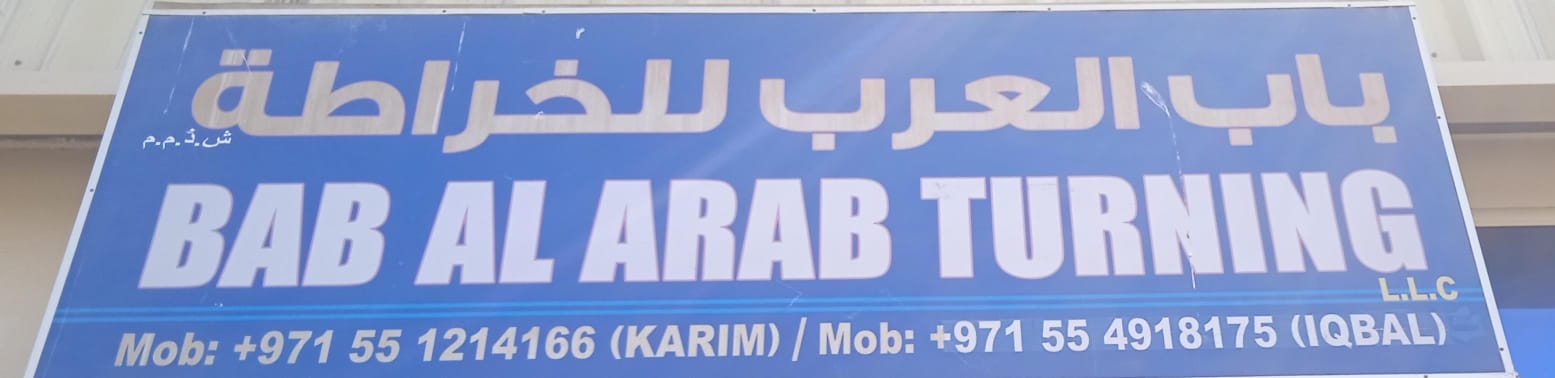 باب العرب للخراطة
ش.ذ.م.م
BAB AL ARAB TURNING
L.L.C
Mob: +971 55 1214166 (KARIM) / Mob: +971 55 4918175 (IQBAL)